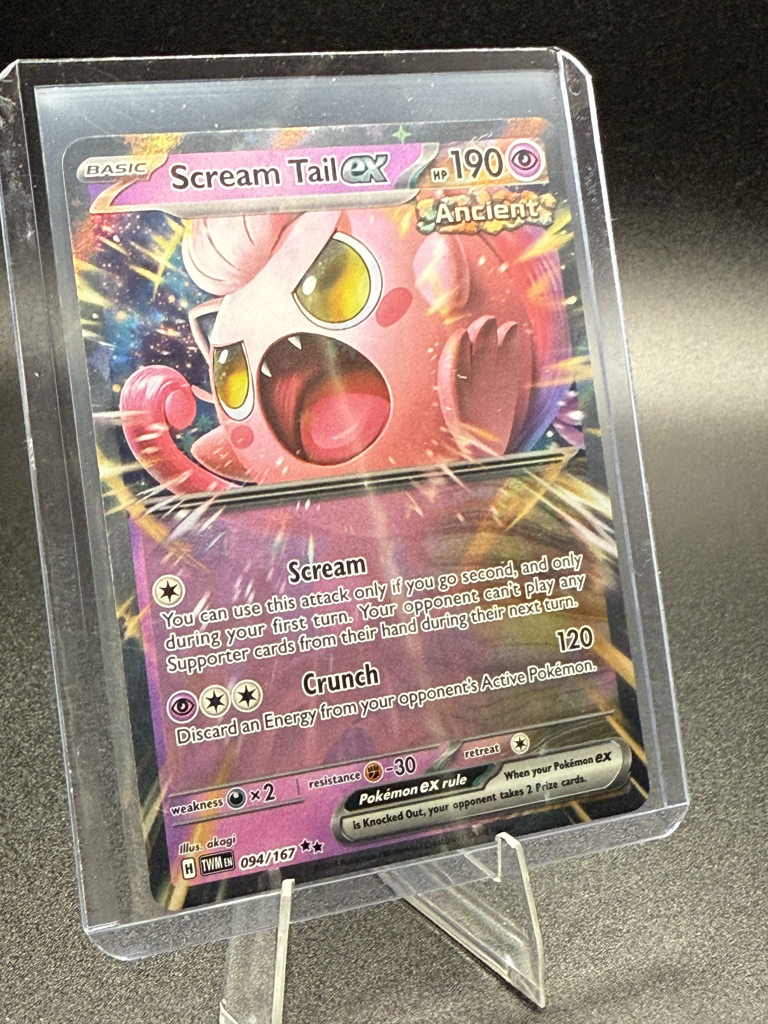 BASIC Scream Tail ex HP 190
Ancient
Scream
You can use this attack only if you go second, and only
during your first turn. Your opponent can't play any
Supporter cards from their hand during their next turn.
Crunch 120
Discard an Energy from your opponent's Active Pokémon.
weakness ×2 resistance -30 retreat
Pokémon ex rule When your Pokémon ex
is Knocked Out, your opponent takes 2 Prize cards.
Illus. akagi
H TWM EN 094/167